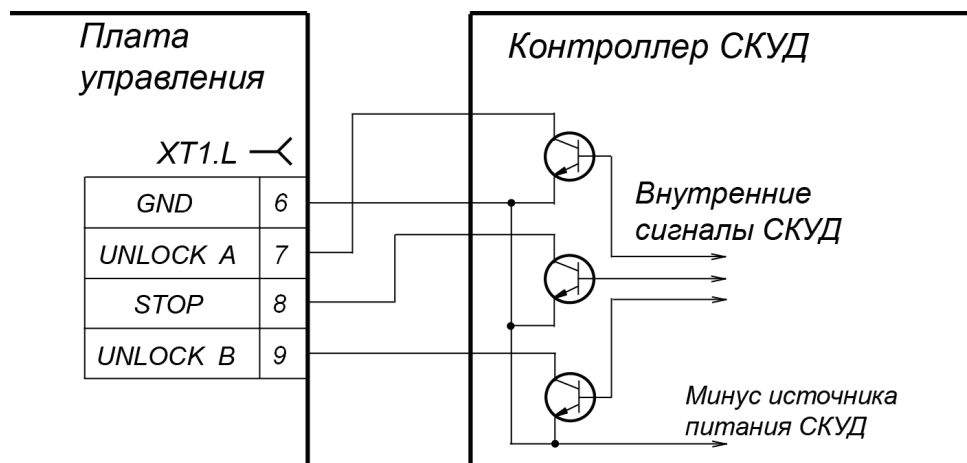 Плата
управления
Контроллер СКУД
XT1.L
GND 6
UNLOCK A 7
STOP 8
UNLOCK B 9
Внутренние
сигналы СКУД
Минус источника
питания СКУД